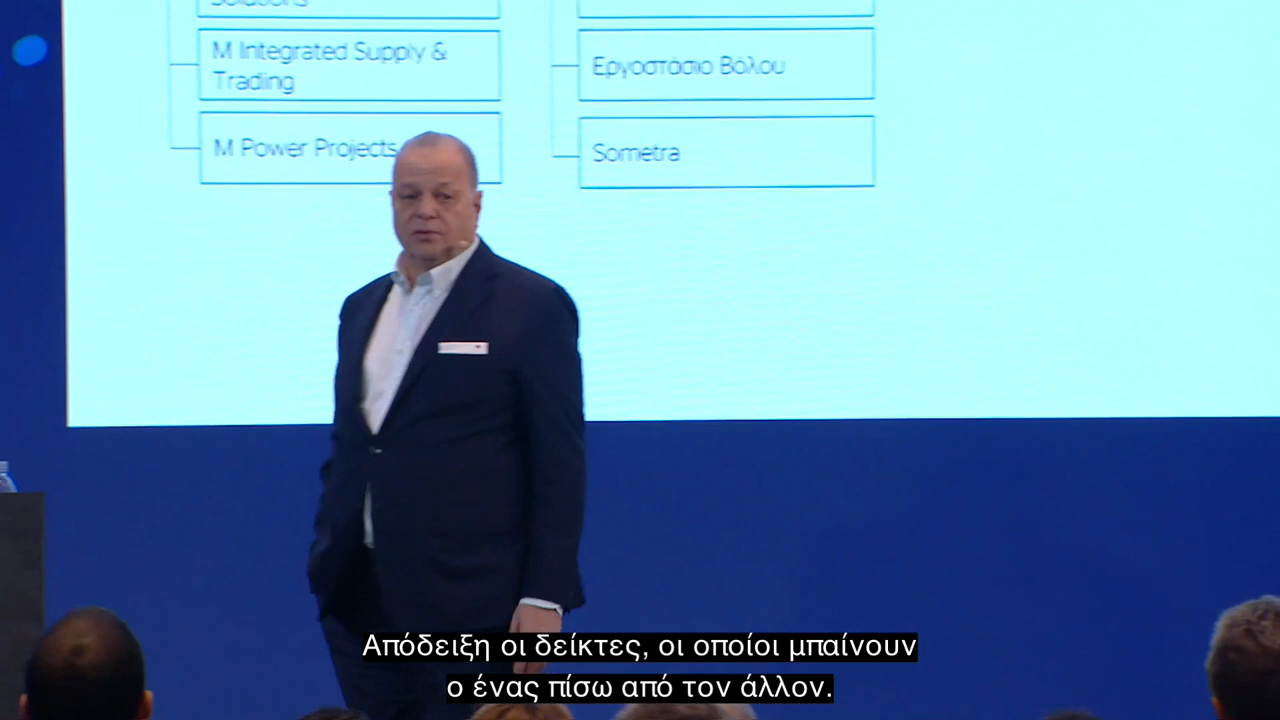 Solutions
M Integrated Supply &
Trading
M Power Projects
Εργοστάσιο Βόλου
Sometra
Απόδειξη οι δείκτες, οι οποίοι μπαίνουν
ο ένας πίσω από τον άλλον.